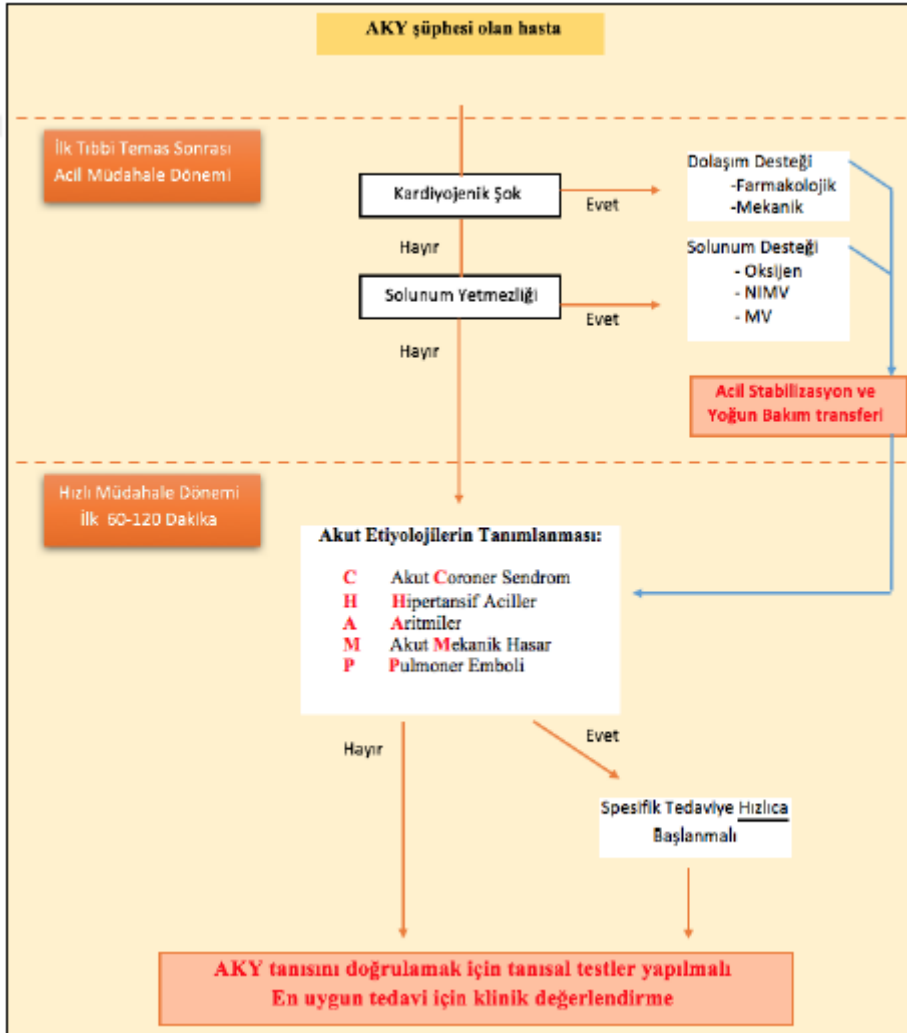 AKY şüphesi olan hasta
İlk Tıbbi Temas Sonrası
Acil Müdahale Dönemi
Kardiyojenik Şok
Evet
Dolaşım Desteği
-Farmakolojik
-Mekanik
Hayır
Solunum Yetmezliği
Evet
Solunum Desteği
- Oksijen
- NIMV
- MV
Hayır
Acil Stabilizasyon ve
Yoğun Bakım transferi
Hızlı Müdahale Dönemi
İlk 60-120 Dakika
Akut Etiyolojilerin Tanımlanması:
C Akut Coroner Sendrom
H Hipertansif Aciller
A Aritmiler
M Akut Mekanik Hasar
P Pulmoner Emboli
Hayır
Evet
Spesifik Tedaviye Hızlıca
Başlanmalı
AKY tanısını doğrulamak için tanısal testler yapılmalı
En uygun tedavi için klinik değerlendirme